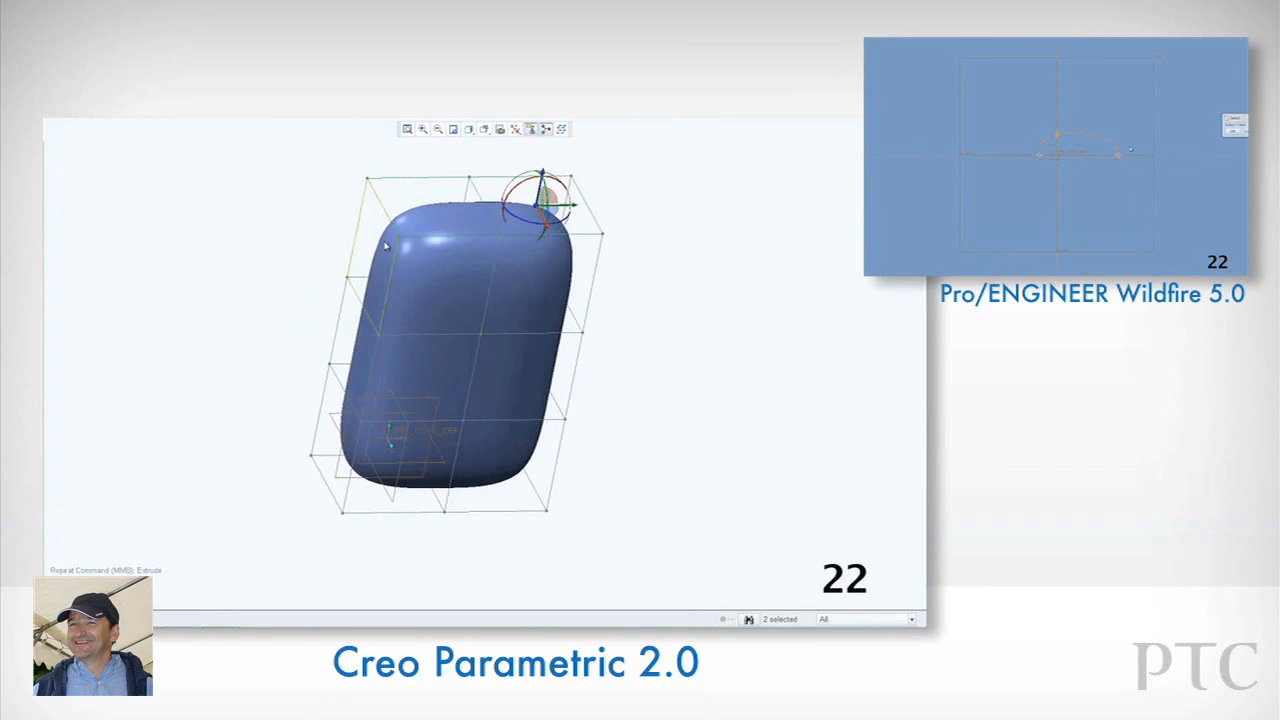 22
Pro/ENGINEER Wildfire 5.0
Repeat Command (MMB): Extrude
22
2 selected
All
Creo Parametric 2.0
PTC